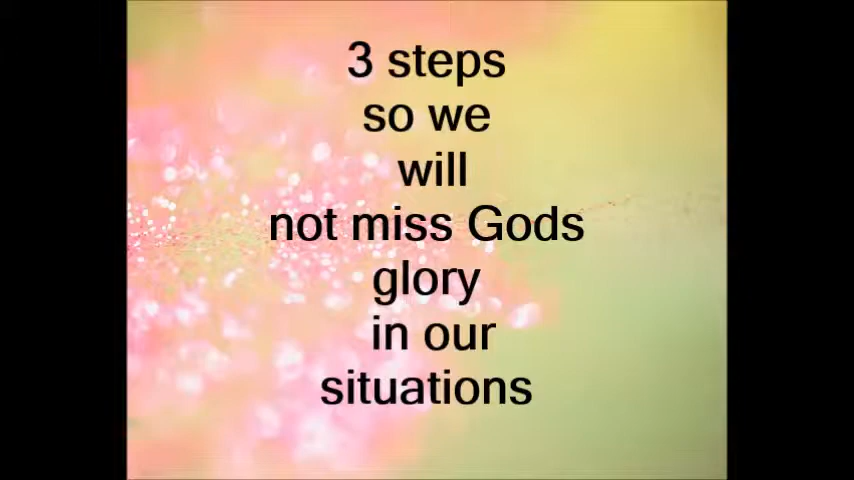 3 steps
so we
will
not miss Gods
glory
in our
situations